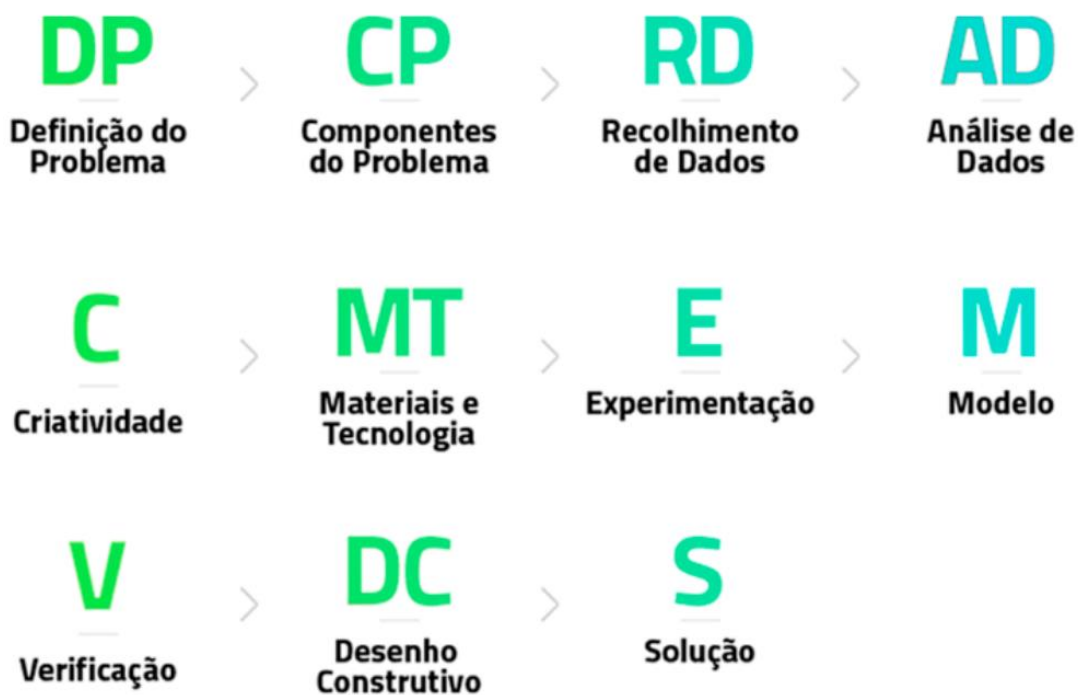 DP
CP
RD
AD
Definição do
Problema
Componentes
do Problema
Recolhimento
de Dados
Análise de
Dados
C
MT
E
M
Criatividade
Materiais e
Tecnologia
Experimentação
Modelo
V
DC
S
Verificação
Desenho
Construtivo
Solução